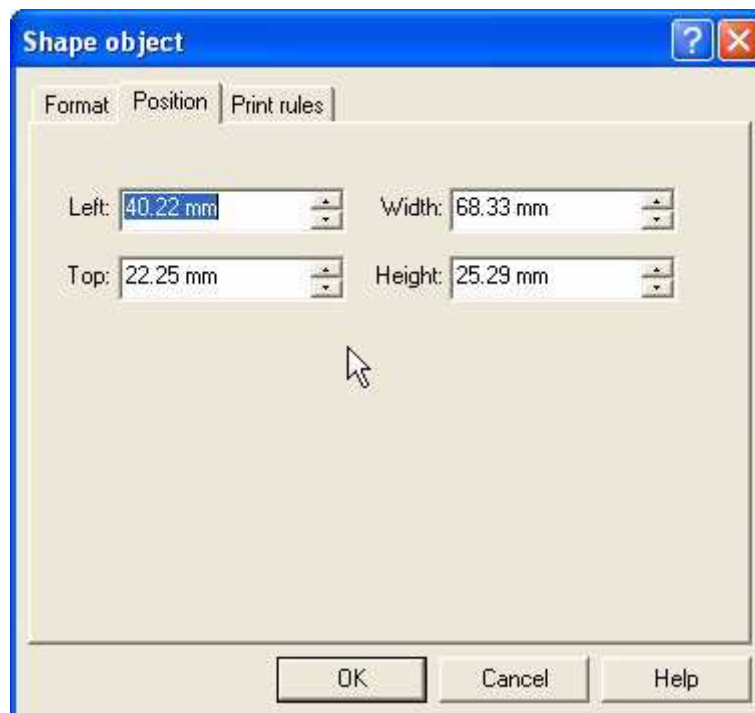 Shape object
Format Position Print rules
Left: 40.22 mm Width: 68.33 mm
Top: 22.25 mm Height: 25.29 mm
OK Cancel Help